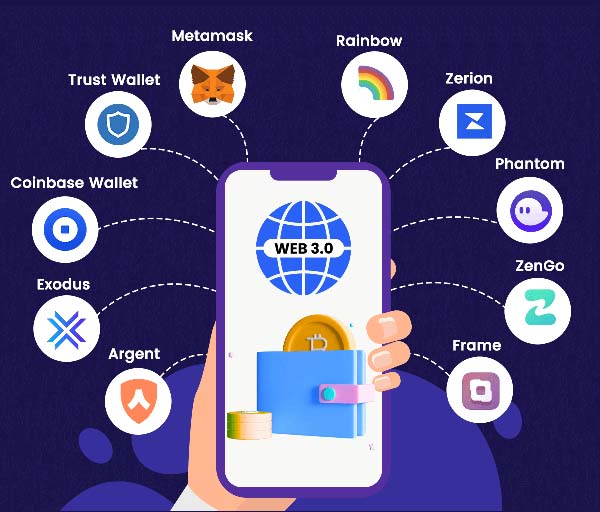 Metamask
Rainbow
Trust Wallet
Zerion
Phantom
Coinbase Wallet
WEB 3.0
ZenGo
Exodus
Frame
Argent